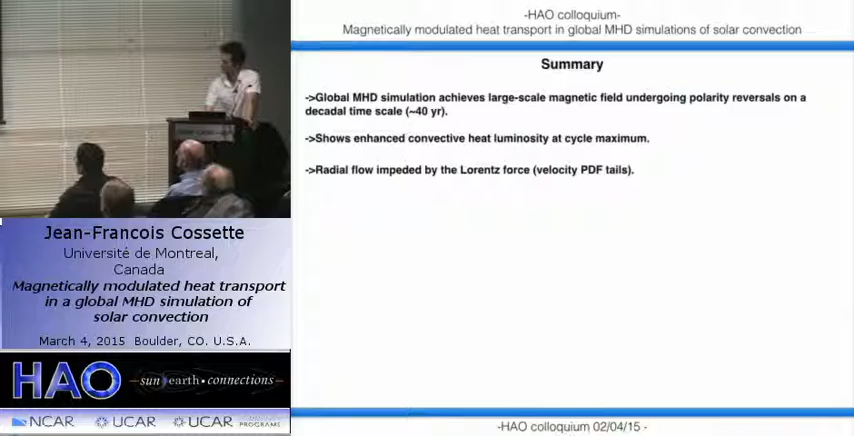 -HAO colloquium-
Magnetically modulated heat transport in global MHD simulations of solar convection
Summary
->Global MHD simulation achieves large-scale magnetic field undergoing polarity reversals on a
decadal time scale (~40 yr).
->Shows enhanced convective heat luminosity at cycle maximum.
->Radial flow impeded by the Lorentz force (velocity PDF tails).
-HAO colloquium 02/04/15 -
Jean-Francois Cossette
Université de Montreal,
Canada
Magnetically modulated heat transport
in a global MHD simulation of
solar convection
March 4, 2015 Boulder, CO. U.S.A.
HAO
sun earth • connections
NCAR UCAR UCAR
PROGRAMS